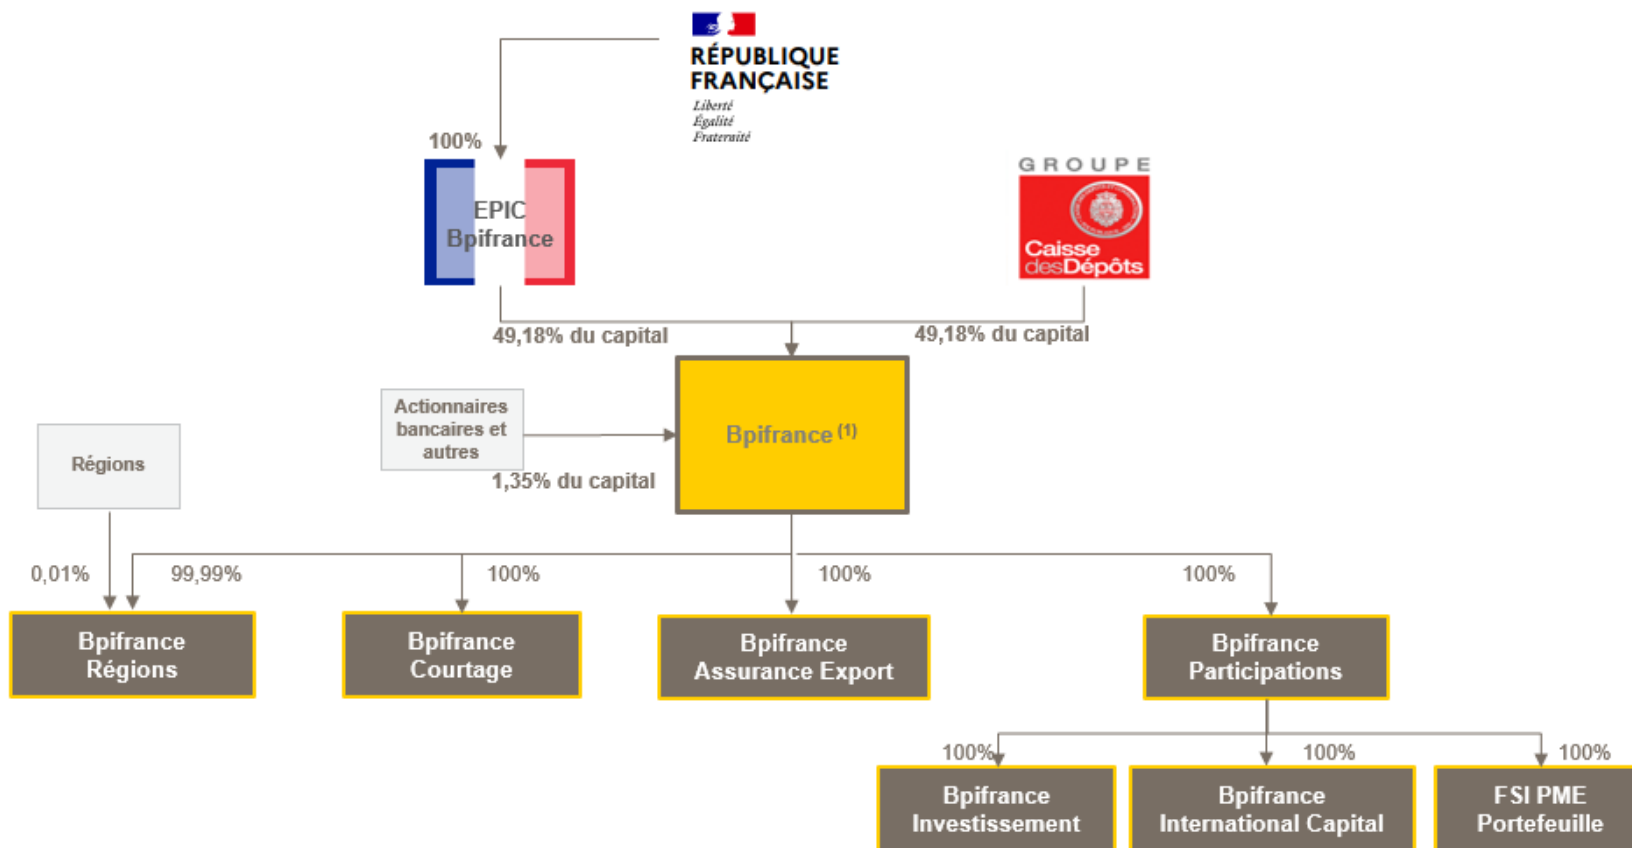 RÉPUBLIQUE
FRANÇAISE
Liberté
Égalité
Fraternité
100%
EPIC
Bpifrance
GROUPE
Caisse
desDépôts
49,18% du capital
49,18% du capital
Actionnaires
bancaires et
autres
1,35% du capital
Bpifrance (1)
Régions
0,01%
99,99%
100%
100%
100%
Bpifrance
Régions
Bpifrance
Courtage
Bpifrance
Assurance Export
Bpifrance
Participations
100%
100%
100%
Bpifrance
Investissement
Bpifrance
International Capital
FSI PME
Portefeuille